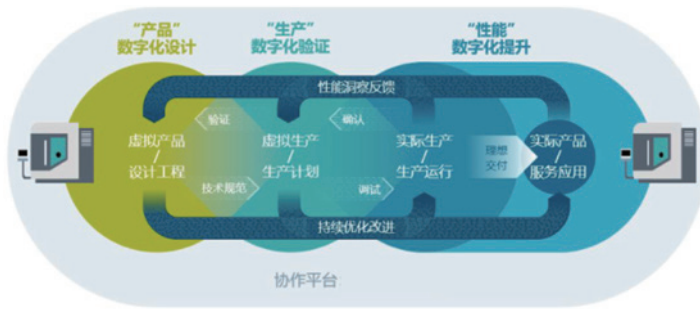 “产品”
数字化设计
“生产”
数字化验证
“性能”
数字化提升
性能洞察反馈
验证
确认
虚拟产品
/
设计工程
虚拟生产
/
生产计划
实际生产
/
生产运行
理想
交付
实际产品
/
服务应用
技术规范
调试
持续优化改进
协作平台